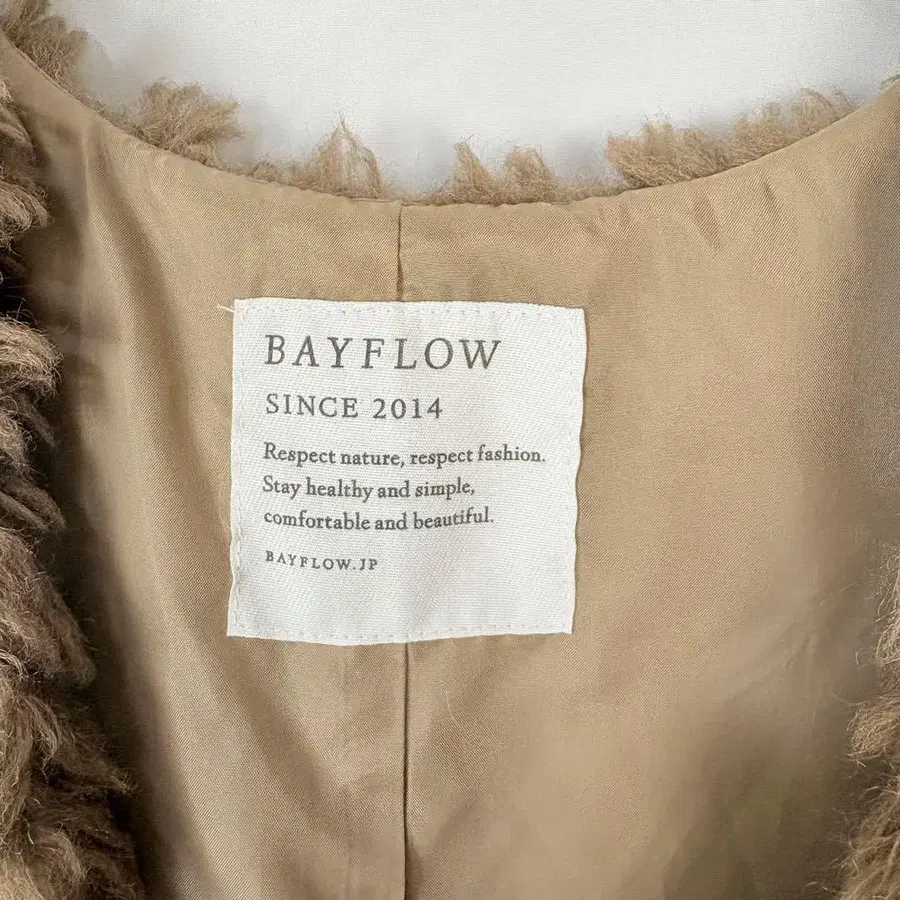 BAYFLOW
SINCE 2014
Respect nature, respect fashion.
Stay healthy and simple,
comfortable and beautiful.
BAYFLOW.JP